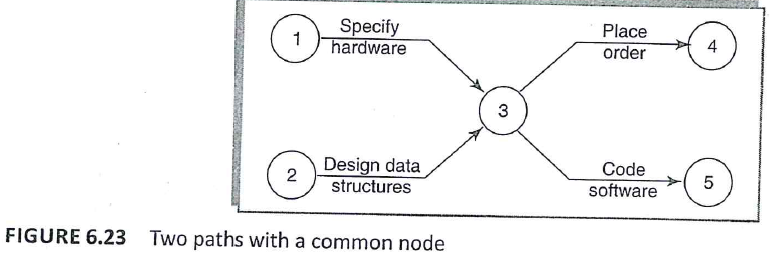 1
Specify
hardware
Place
order
4
3
2
Design data
structures
Code
software
5
FIGURE 6.23 Two paths with a common node